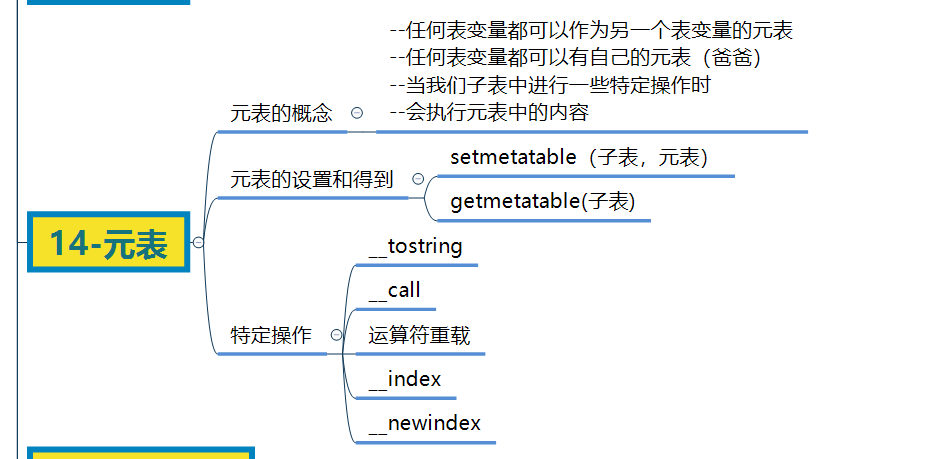 --任何表变量都可以作为另一个表变量的元表
--任何表变量都可以有自己的元表（爸爸）
--当我们子表中进行一些特定操作时
--会执行元表中的内容
元表的概念
setmetatable（子表，元表）
元表的设置和得到
getmetatable(子表)
14-元表
__tostring
__call
特定操作
运算符重载
__index
__newindex